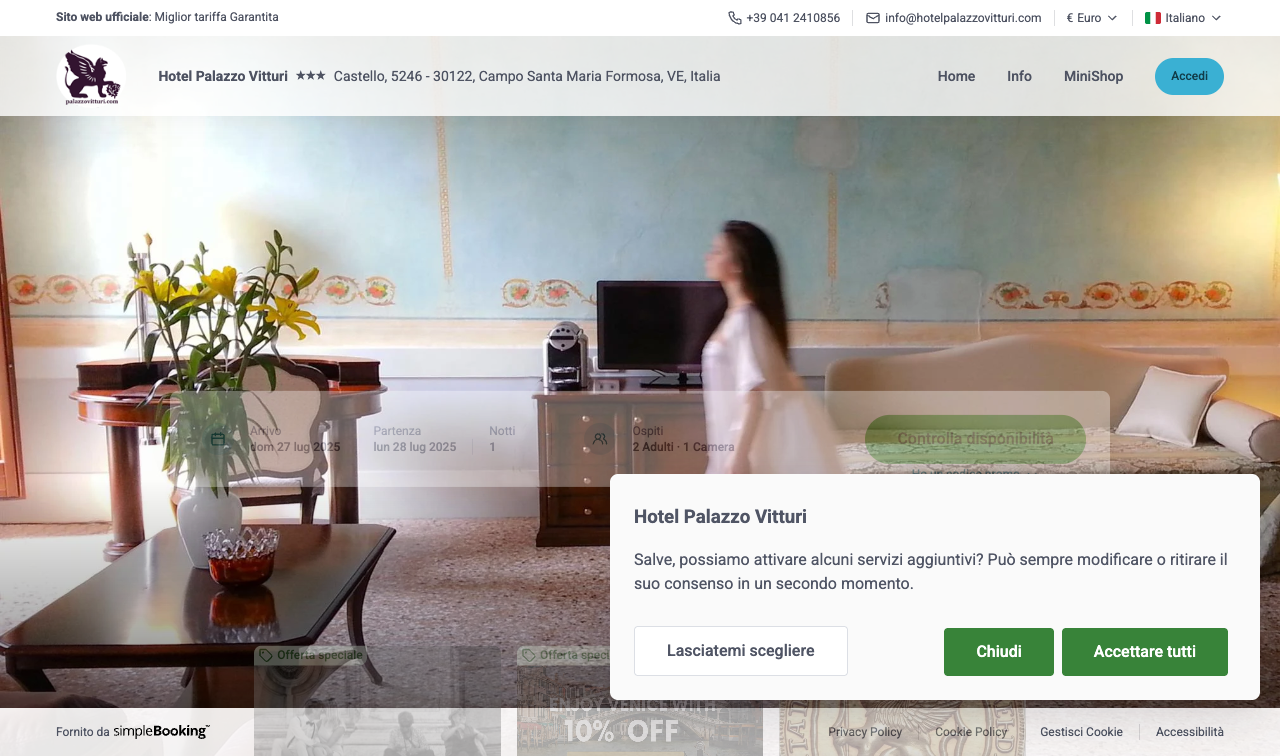 Sito web ufficiale: Miglior tariffa Garantita
+39 041 2410856
info@hotelpalazzovitturi.com
€ Euro
Italiano
palazzovitturi.com
Hotel Palazzo Vitturi ★★★ Castello, 5246 - 30122, Campo Santa Maria Formosa, VE, Italia
Home
Info
MiniShop
Accedi
Arrivo
dom 27 lug 2025
Partenza
lun 28 lug 2025
Notti
1
Ospiti
2 Adulti · 1 Camera
Controlla disponibilità
Hotel Palazzo Vitturi
Salve, possiamo attivare alcuni servizi aggiuntivi? Può sempre modificare o ritirare il
suo consenso in un secondo momento.
Lasciatemi scegliere
Chiudi
Accettare tutti
Offerta speciale
Offerta speci
ENJOY VENICE WITH
10% OFF
Fornito da simpleBooking
Privacy Policy
Cookie Policy
Gestisci Cookie
Accessibilità